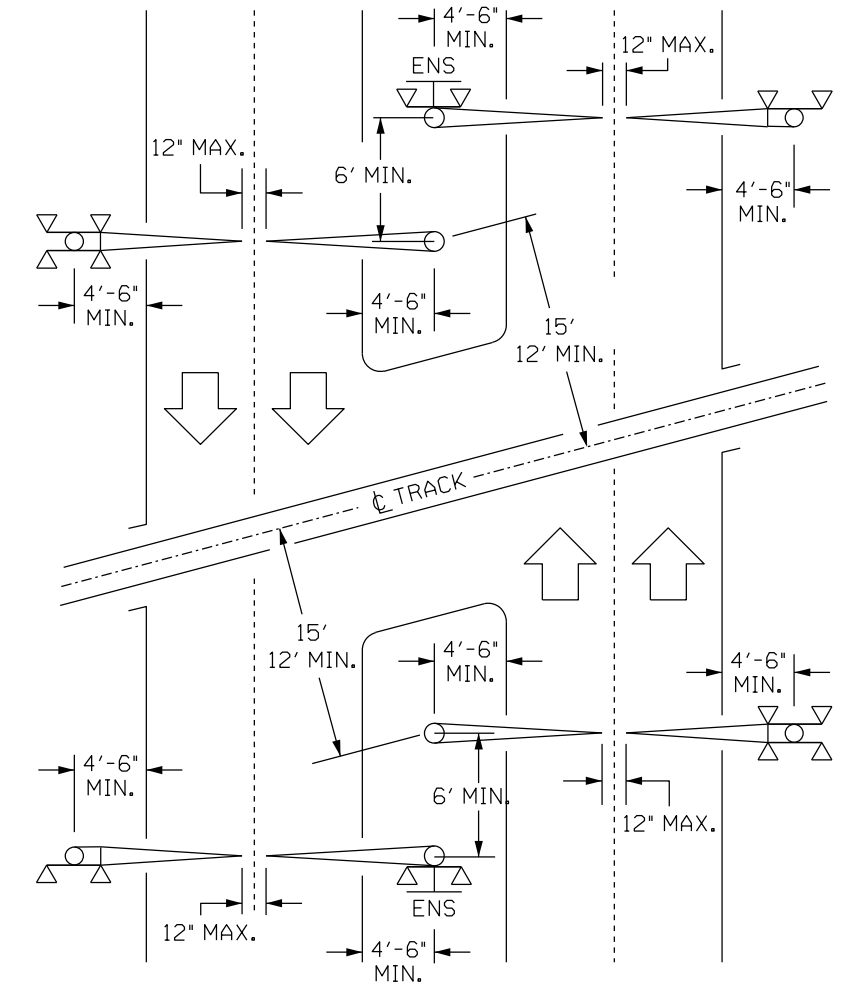 4'-6"
MIN.
12" MAX.
ENS
12" MAX.
6' MIN.
4'-6"
MIN.
4'-6"
MIN.
4'-6"
MIN.
15'
12' MIN.
℄ TRACK
15'
12' MIN.
4'-6"
MIN.
4'-6"
MIN.
4'-6"
MIN.
6' MIN.
12" MAX.
ENS
12" MAX.
4'-6"
MIN.